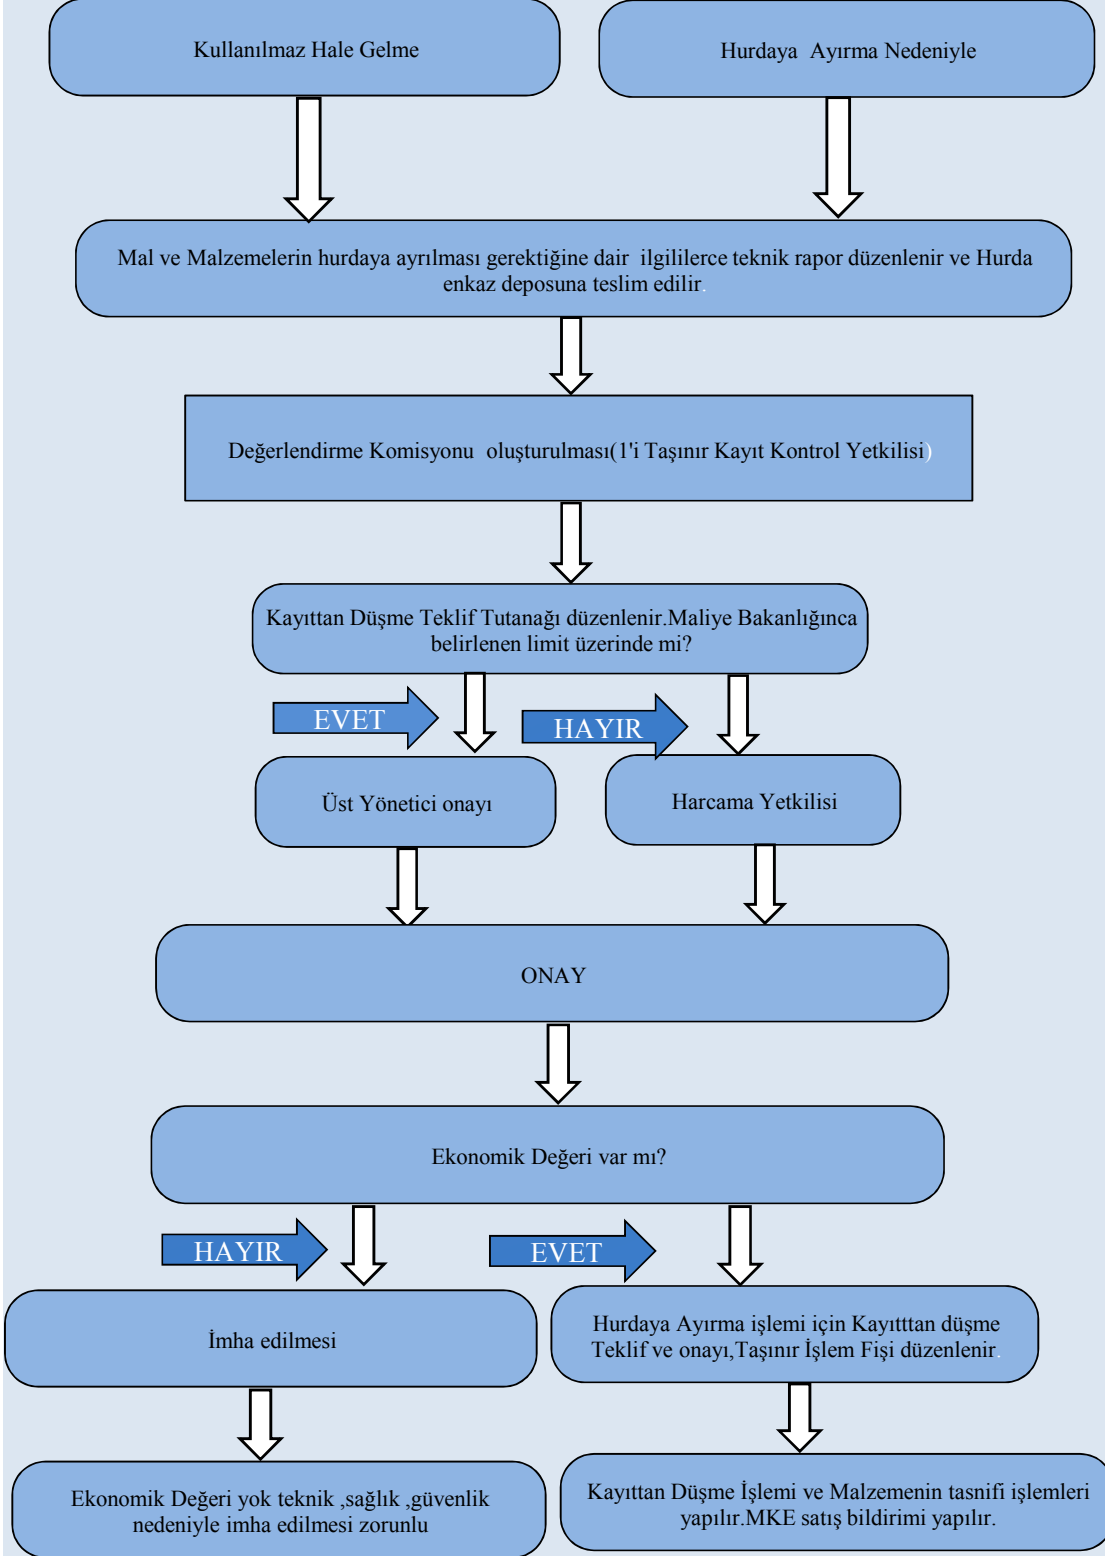 Kullanılmaz Hale Gelme
Hurdaya Ayırma Nedeniyle
Mal ve Malzemelerin hurdaya ayrılması gerektiğine dair ilgililerce teknik rapor düzenlenir ve Hurda
enkaz deposuna teslim edilir.
Değerlendirme Komisyonu oluşturulması(1'i Taşınır Kayıt Kontrol Yetkilisi)
Kayıttan Düşme Teklif Tutanağı düzenlenir.Maliye Bakanlığınca
belirlenen limit üzerinde mi?
EVET
HAYIR
Üst Yönetici onayı
Harcama Yetkilisi
ONAY
Ekonomik Değeri var mı?
HAYIR
EVET
İmha edilmesi
Hurdaya Ayırma işlemi için Kayıtttan düşme
Teklif ve onayı,Taşınır İşlem Fişi düzenlenir.
Ekonomik Değeri yok teknik ,sağlık ,güvenlik
nedeniyle imha edilmesi zorunlu
Kayıttan Düşme İşlemi ve Malzemenin tasnifi işlemleri
yapılır.MKE satış bildirimi yapılır.